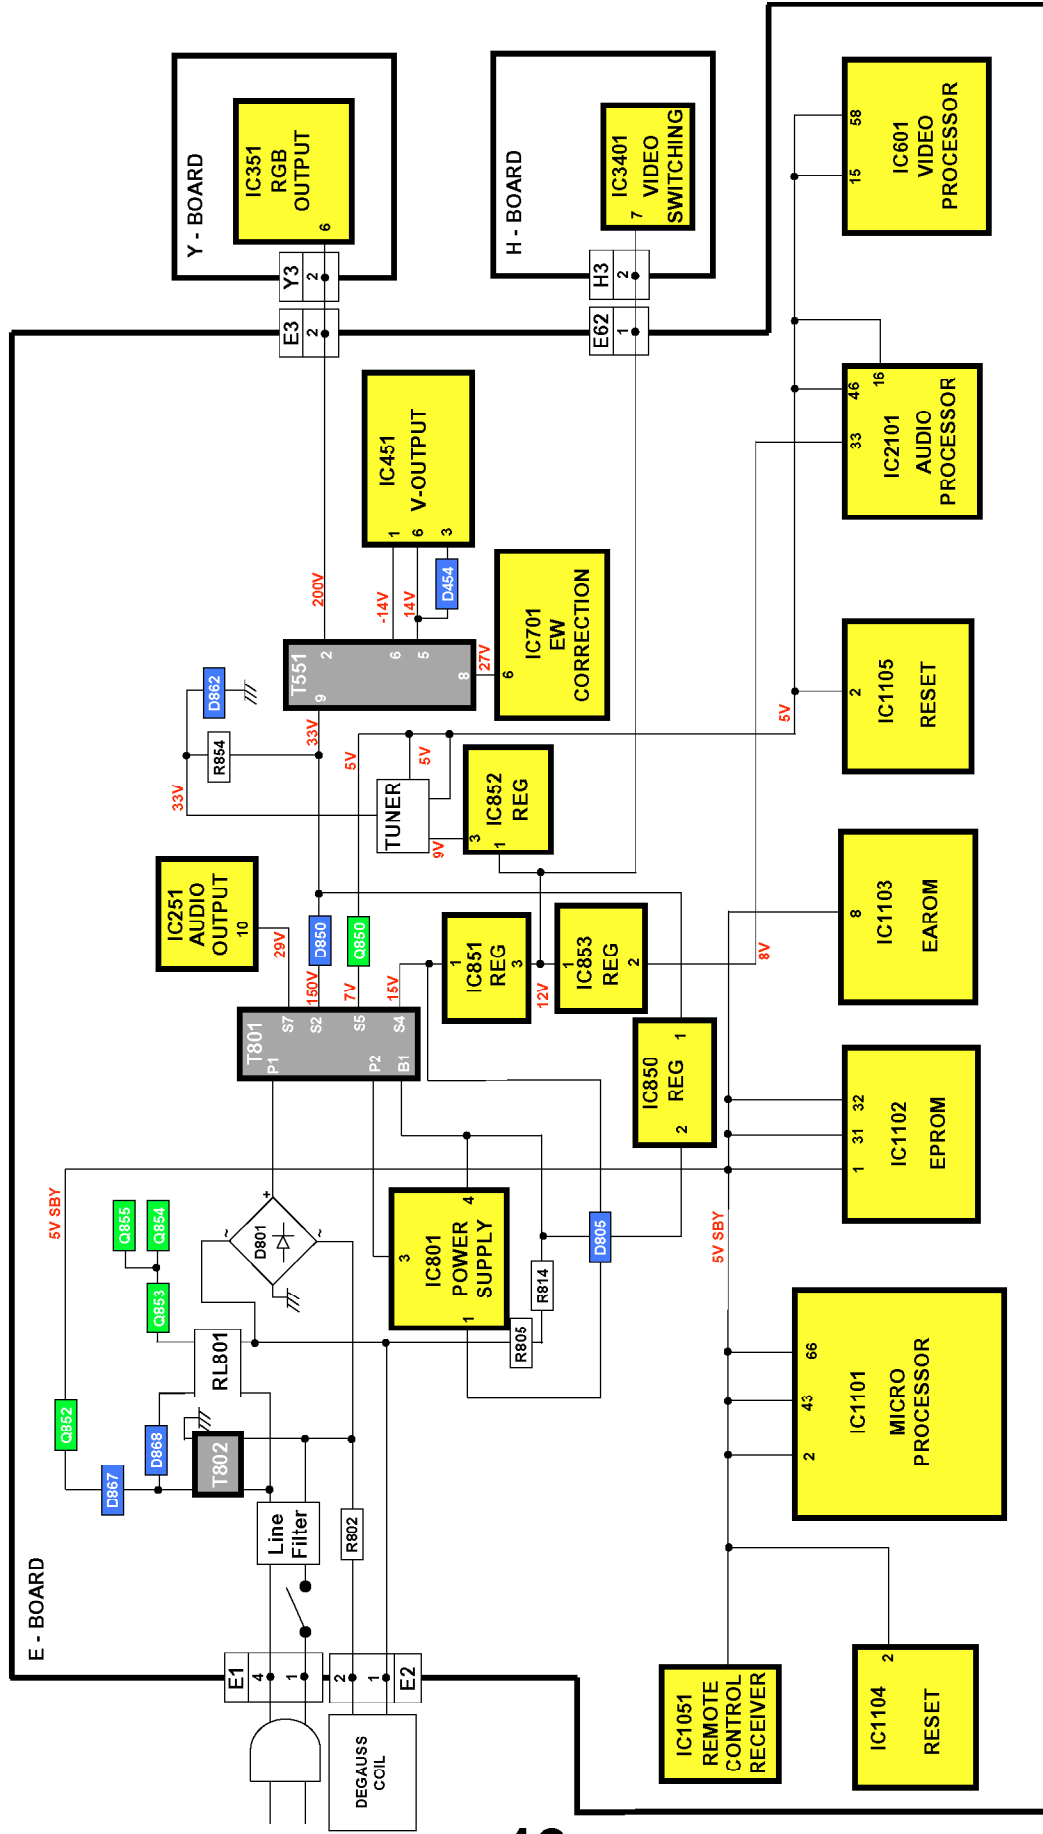 E - BOARD
Y - BOARD
H - BOARD
IC351
RGB
OUTPUT
6
Y3
2
E3
2
IC3401
VIDEO
SWITCHING
7
H3
2
E62
1
IC601
VIDEO
PROCESSOR
15
58
IC2101
AUDIO
PROCESSOR
33
46
16
IC451
V-OUTPUT
1
6
3
D454
200V
-14V
14V
T551
2
6
5
8
9
27V
IC701
EW
CORRECTION
6
D862
R854
33V
33V
5V
5V
TUNER
9V
IC852
REG
3
1
IC1105
RESET
2
5V
IC251
AUDIO
OUTPUT
10
29V
D850
150V
Q850
7V
15V
T801
S7
S2
S5
S4
P1
P2
B1
IC851
REG
1
3
12V
IC853
REG
1
2
8V
IC850
REG
1
2
IC1103
EAROM
8
IC1102
EPROM
1
31
32
5V SBY
5V SBY
Q855
Q854
Q853
D801
+
~
~
IC801
POWER
SUPPLY
3
4
1
R814
R805
D805
RL801
Q852
D867
D868
T802
Line
Filter
R802
IC1101
MICRO
PROCESSOR
2
43
66
E1
4
1
2
1
E2
DEGAUSS
COIL
IC1051
REMOTE
CONTROL
RECEIVER
IC1104
RESET
2